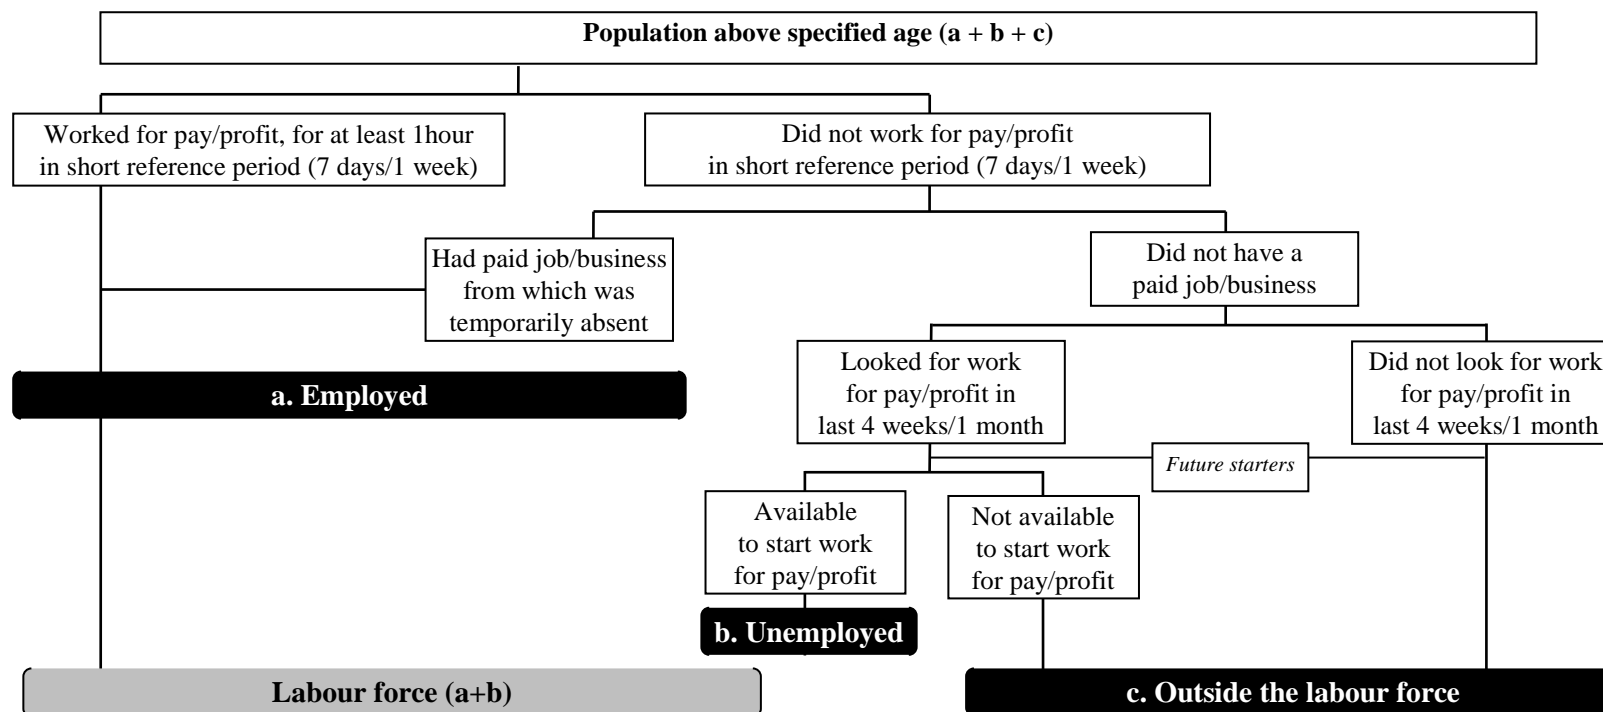 Population above specified age (a + b + c)
Worked for pay/profit, for at least 1hour
in short reference period (7 days/1 week)
Did not work for pay/profit
in short reference period (7 days/1 week)
Had paid job/business
from which was
temporarily absent
Did not have a
paid job/business
a. Employed
Looked for work
for pay/profit in
last 4 weeks/1 month
Did not look for work
for pay/profit in
last 4 weeks/1 month
Future starters
Available
to start work
for pay/profit
Not available
to start work
for pay/profit
b. Unemployed
Labour force (a+b)
c. Outside the labour force